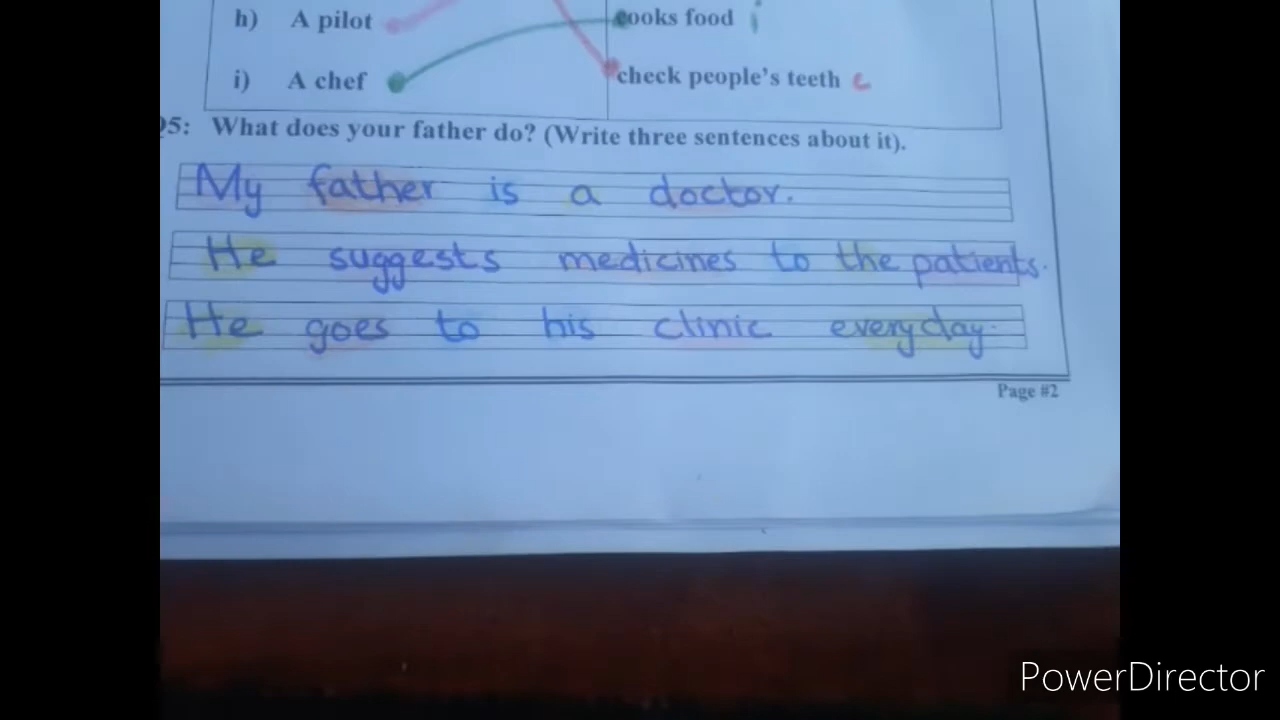 h) A pilot cooks food i
i) A chef check people's teeth c
25: What does your father do? (Write three sentences about it).
My father is a doctor.
He suggests medicines to the patients.
He goes to his clinic everyday.
Page #2
PowerDirector